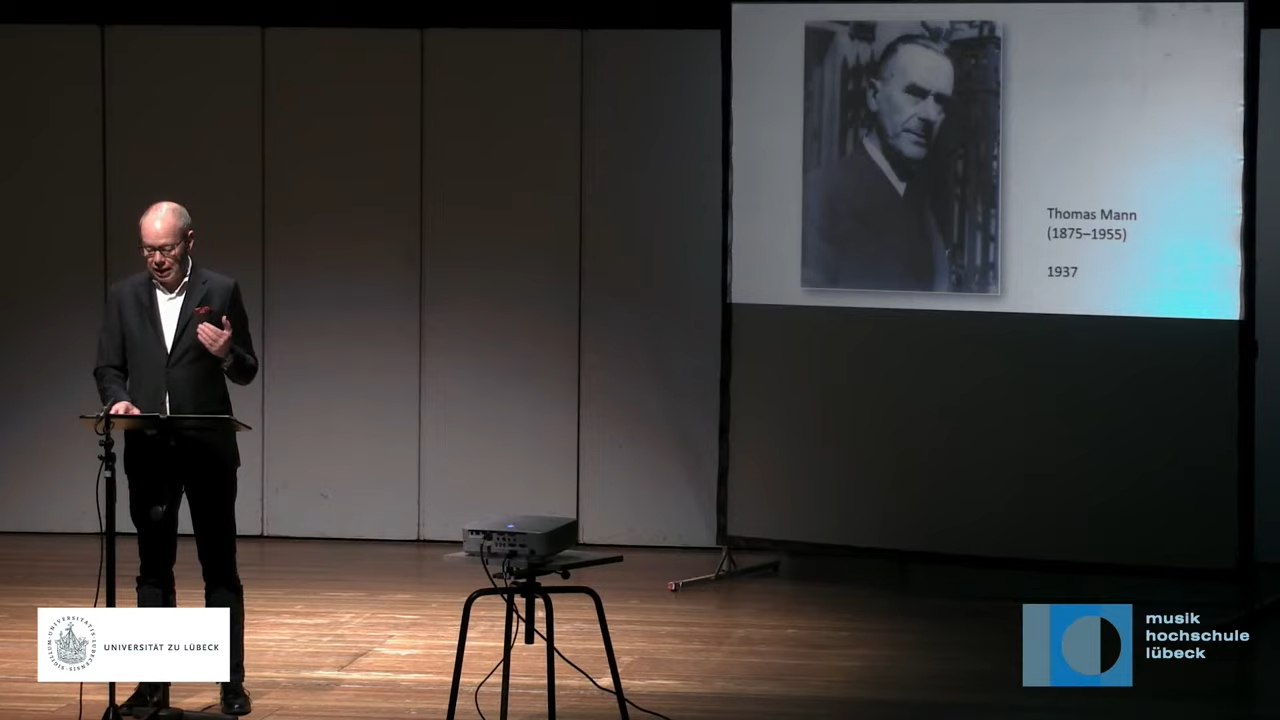 Thomas Mann
(1875–1955)
1937
UNIVERSITÄT ZU LÜBECK
musik
hochschule
lübeck